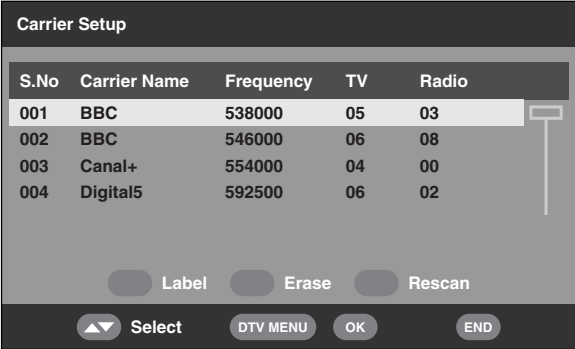 Carrier Setup
S.No Carrier Name Frequency TV Radio
001 BBC 538000 05 03
002 BBC 546000 06 08
003 Canal+ 554000 04 00
004 Digital5 592500 06 02
Label Erase Rescan
Select DTV MENU OK END